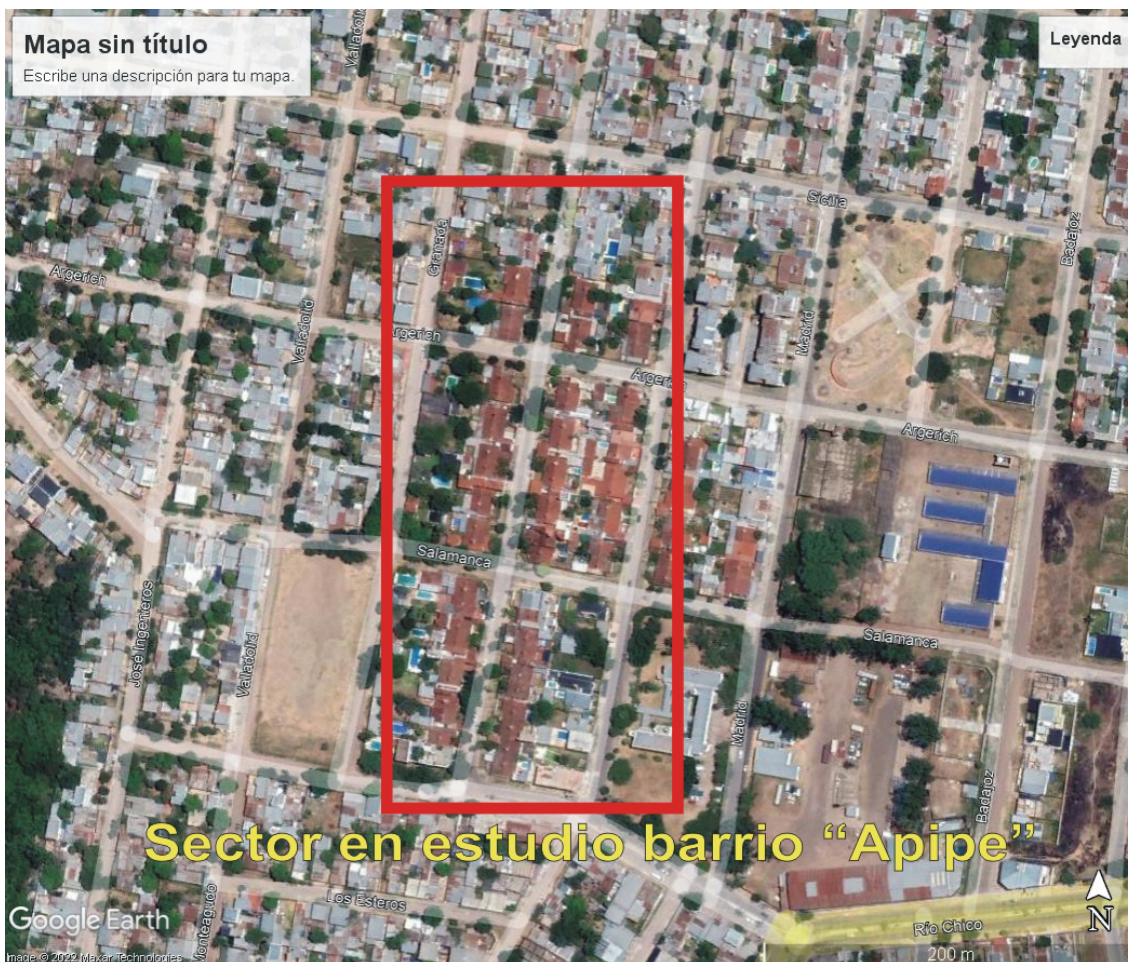 Mapa sin título
Escribe una descripción para tu mapa.
Leyenda
Valladolid
Sicilia
Granada
Badajoz
Argerich
Valladolid
Argerich
Madrid
Argerich
Argerich
Salamanca
Jose Ingenieros
Valladolid
Salamanca
Madrid
Badajoz
Sector en estudio barrio “Apipe”
Monteagudo
Los Esteros
Google Earth
Río Chico
N
200 m
Image © 2022 Maxar Technologies